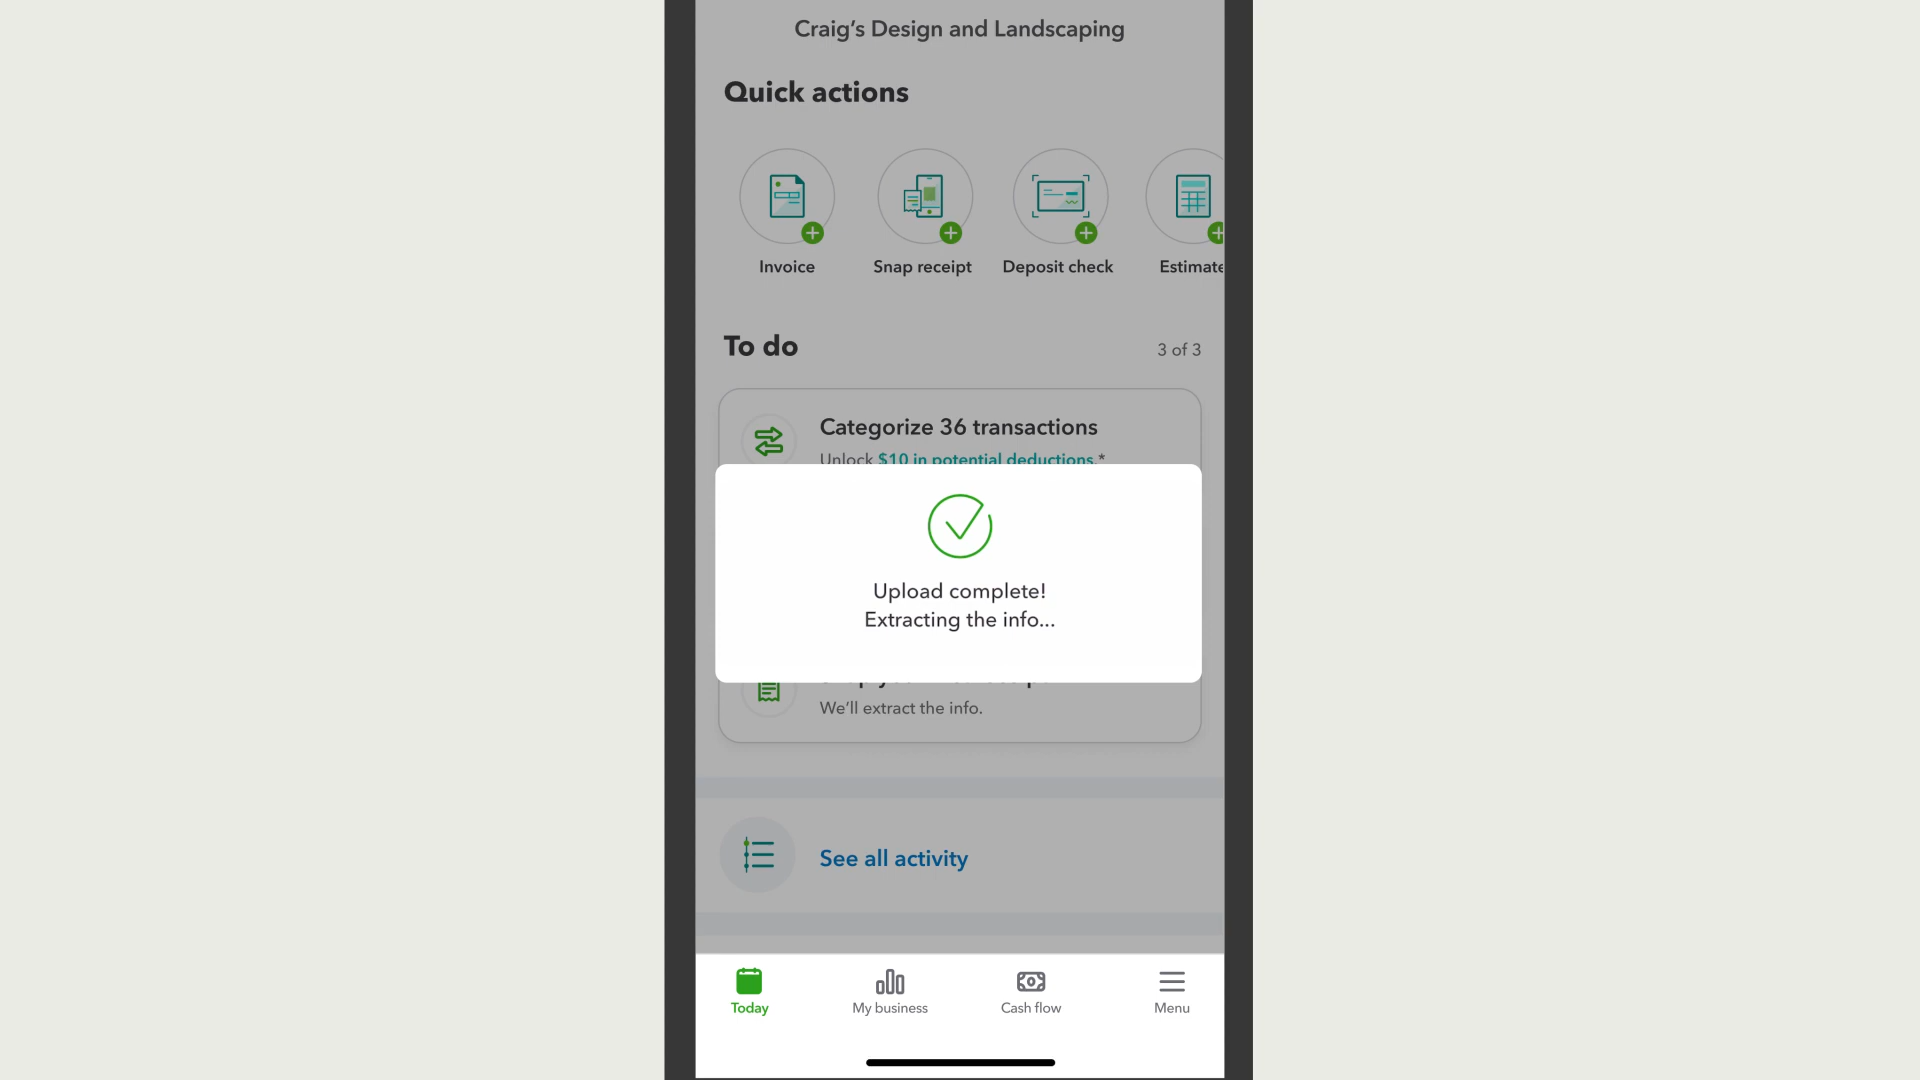 Craig’s Design and Landscaping
Quick actions
Invoice
Snap receipt
Deposit check
Estimate
To do
3 of 3
Categorize 36 transactions
Unlock $10 in potential deductions.*
Upload complete!
Extracting the info...
We’ll extract the info.
See all activity
Today
My business
Cash flow
Menu